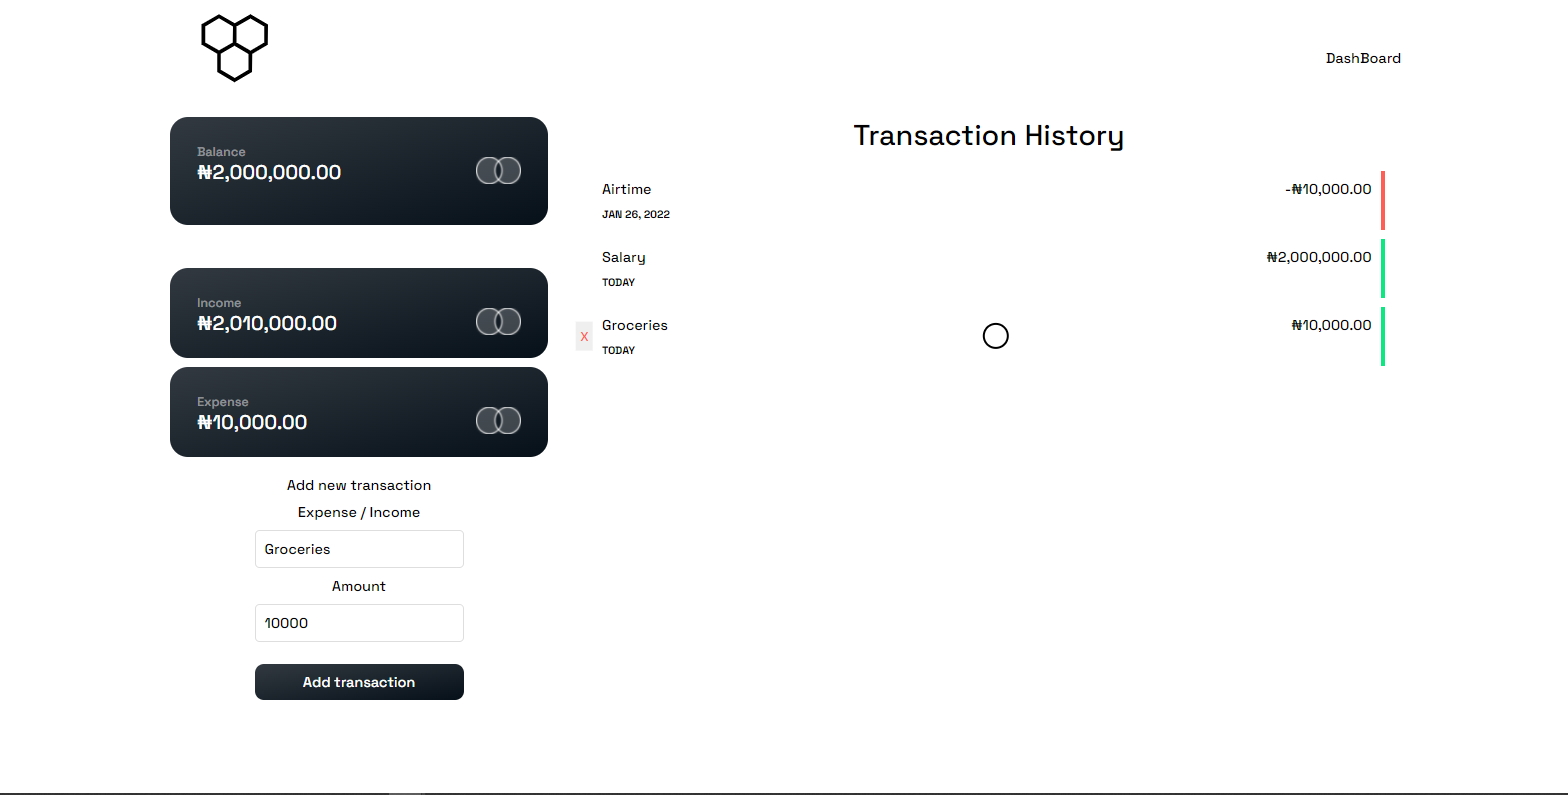 DashBoard
Balance
₦2,000,000.00
Income
₦2,010,000.00
Expense
₦10,000.00
Add new transaction
Expense / Income
Groceries
Amount
10000
Add transaction
Transaction History
Airtime -₦10,000.00
JAN 26, 2022
Salary ₦2,000,000.00
TODAY
X Groceries ₦10,000.00
TODAY